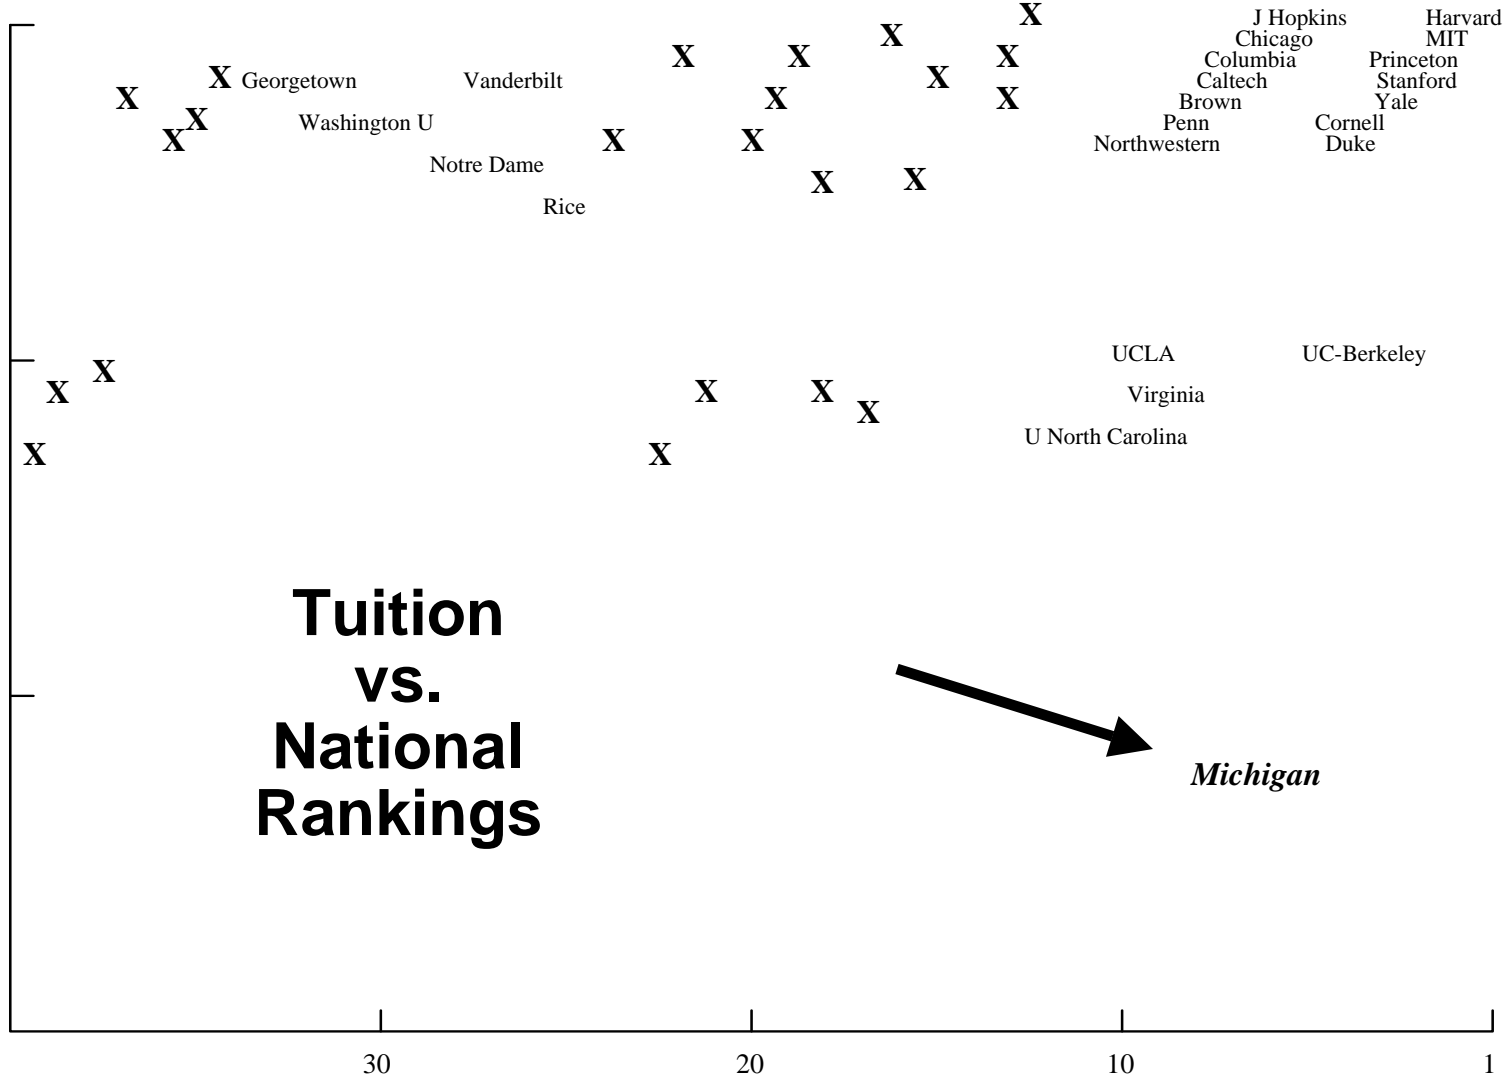 X J Hopkins Harvard
X Chicago MIT
X X X Columbia Princeton
X Georgetown Vanderbilt X Caltech Stanford
X X X Brown Yale
X Washington U Penn Cornell
X X X Northwestern Duke
Notre Dame X X
Rice
UCLA UC-Berkeley
X
X X X Virginia
X
U North Carolina
X X
Tuition
vs.
National
Rankings
Michigan
30 20 10 1